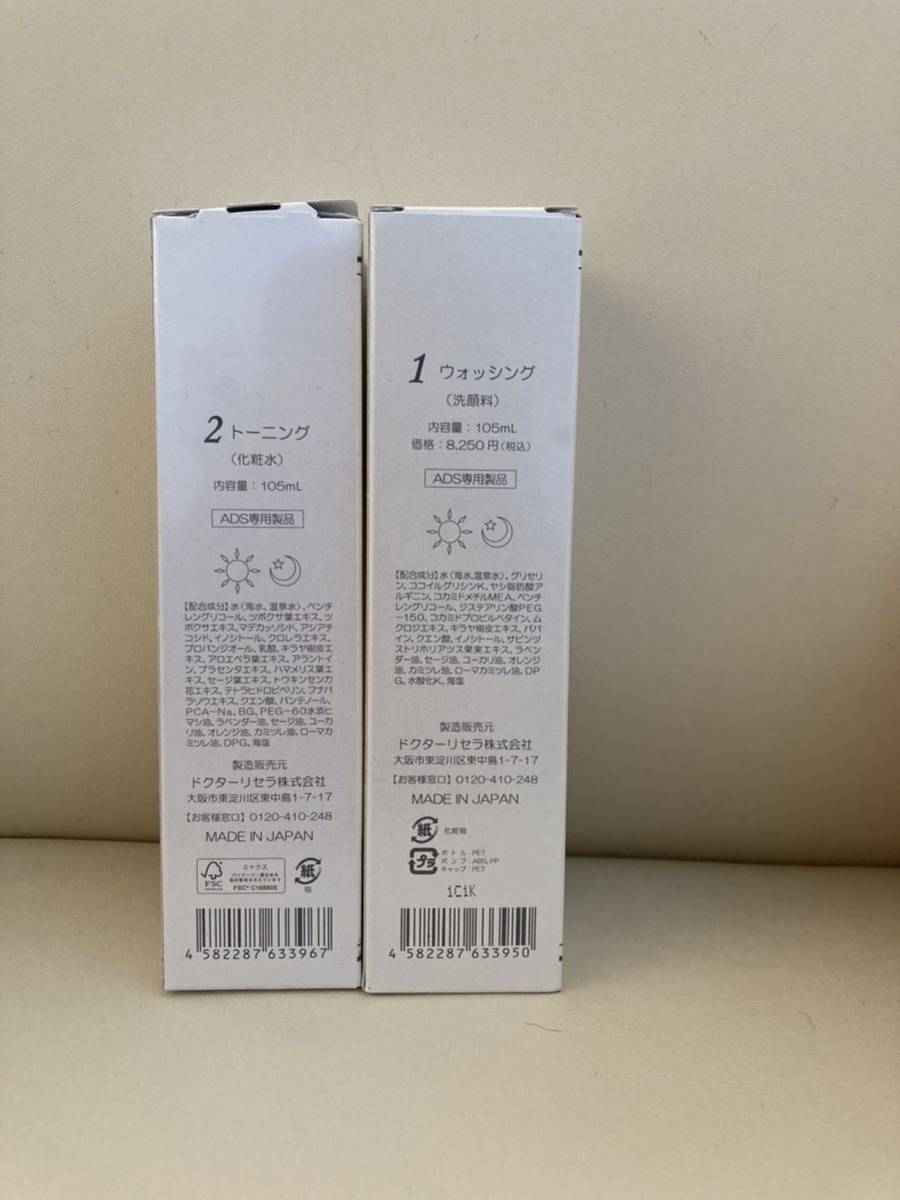 2 トーニング
(化粧水)
内容量:105mL
ADS専用製品
【配合成分】水(海水、温泉水)、ペンチ
レングリコール、ツボクサ葉エキス、ツ
ボクサエキス、マデカッソシド、アシアチ
コシド、イノシトール、クロレラエキス、
プロパンジオール、乳酸、キラヤ樹皮エ
キス、アロエベラ葉エキス、アラントイ
ン、プラセンタエキス、ハマメリス葉エ
キス、セージ葉エキス、トウキンセンカ
花エキス、テトラヒドロピペリン、フナバ
ラソウエキス、クエン酸、パンテノール、
PCA-Na、BG、PEG-60水添ヒ
マシ油、ラベンダー油、セージ油、ユーカ
リ油、オレンジ油、カミツレ油、ローマカ
ミツレ油、DPG、海塩
製造販売元
ドクターリセラ株式会社
大阪市東淀川区東中島1-7-17
【お客様窓口】0120-410-248
MADE IN JAPAN
FSC
ミックス
FSC® C166805
紙
箱
4 582287 633967
1 ウォッシング
(洗顔料)
内容量:105mL
価格:8,250円(税込)
ADS専用製品
【配合成分】水(海水、温泉水)、グリセリ
ン、ココイルグリシンK、ヤシ脂肪酸ア
ルギニン、コカミドメチルMEA、ペンチ
レングリコール、ジステアリン酸PEG
-150、コカミドプロピルベタイン、ム
クロジエキス、キラヤ樹皮エキス、パパ
イン、クエン酸、イノシトール、サピンヅ
ストリホリアツス果実エキス、ラベン
ダー油、セージ油、ユーカリ油、オレンジ
油、カミツレ油、ローマカミツレ油、DP
G、水酸化K、海塩
製造販売元
ドクターリセラ株式会社
大阪市東淀川区東中島1-7-17
【お客様窓口】0120-410-248
MADE IN JAPAN
紙 化粧箱
プラ
ボトル:PET
ポンプ:ABS,PP
キャップ:PET
iCiK
4 582287 633950